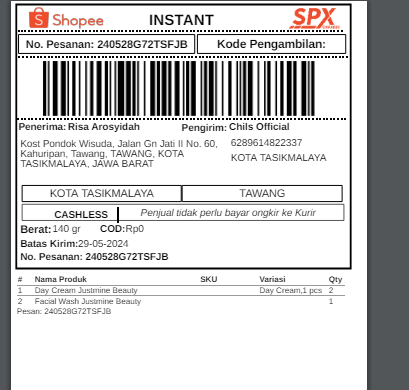 Shopee INSTANT SPX
No. Pesanan: 240528G72TSFJB Kode Pengambilan:
Penerima: Risa Arosyidah Pengirim: Chils Official
Kost Pondok Wisuda, Jalan Gn Jati II No. 60, 6289614822337
Kahuripan, Tawang, TAWANG, KOTA KOTA TASIKMALAYA
TASIKMALAYA, JAWA BARAT
KOTA TASIKMALAYA TAWANG
CASHLESS Penjual tidak perlu bayar ongkir ke Kurir
Berat: 140 gr COD: Rp0
Batas Kirim: 29-05-2024
No. Pesanan: 240528G72TSFJB
# Nama Produk SKU Variasi Qty
1 Day Cream Justmine Beauty Day Cream,1 pcs 2
2 Facial Wash Justmine Beauty 1
Pesan: 240528G72TSFJB